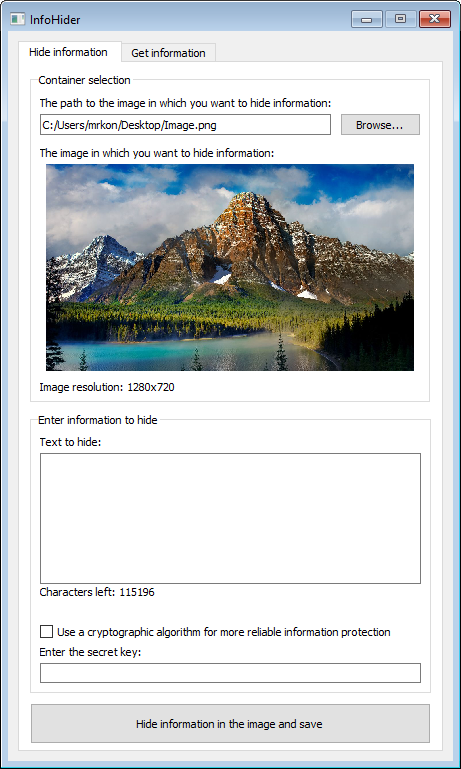 InfoHider
Hide information
Get information
Container selection
The path to the image in which you want to hide information:
C:/Users/mrkon/Desktop/Image.png
Browse...
The image in which you want to hide information:
Image resolution: 1280x720
Enter information to hide
Text to hide:
Characters left: 115196
Use a cryptographic algorithm for more reliable information protection
Enter the secret key:
Hide information in the image and save